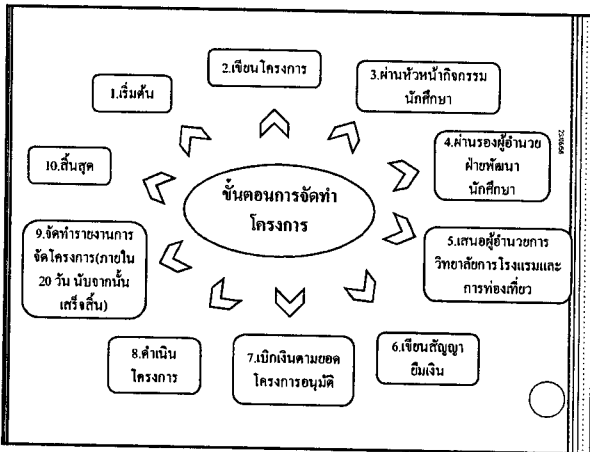 2.เขียนโครงการ
1.เริ่มต้น
3.ผ่านหัวหน้ากิจกรรม
นักศึกษา
10.สิ้นสุด
ขั้นตอนการจัดทำ
โครงการ
4.ผ่านรองผู้อำนวย
ฝ่ายพัฒนา
นักศึกษา
9.จัดทำรายงานการ
จัดโครงการ(ภายใน
20 วัน นับจากนั้น
เสร็จสิ้น)
5.เสนอผู้อำนวยการ
วิทยาลัยการโรงแรมและ
การท่องเที่ยว
8.ดำเนิน
โครงการ
7.เบิกเงินตามยอด
โครงการอนุมัติ
6.เขียนสัญญา
ยืมเงิน